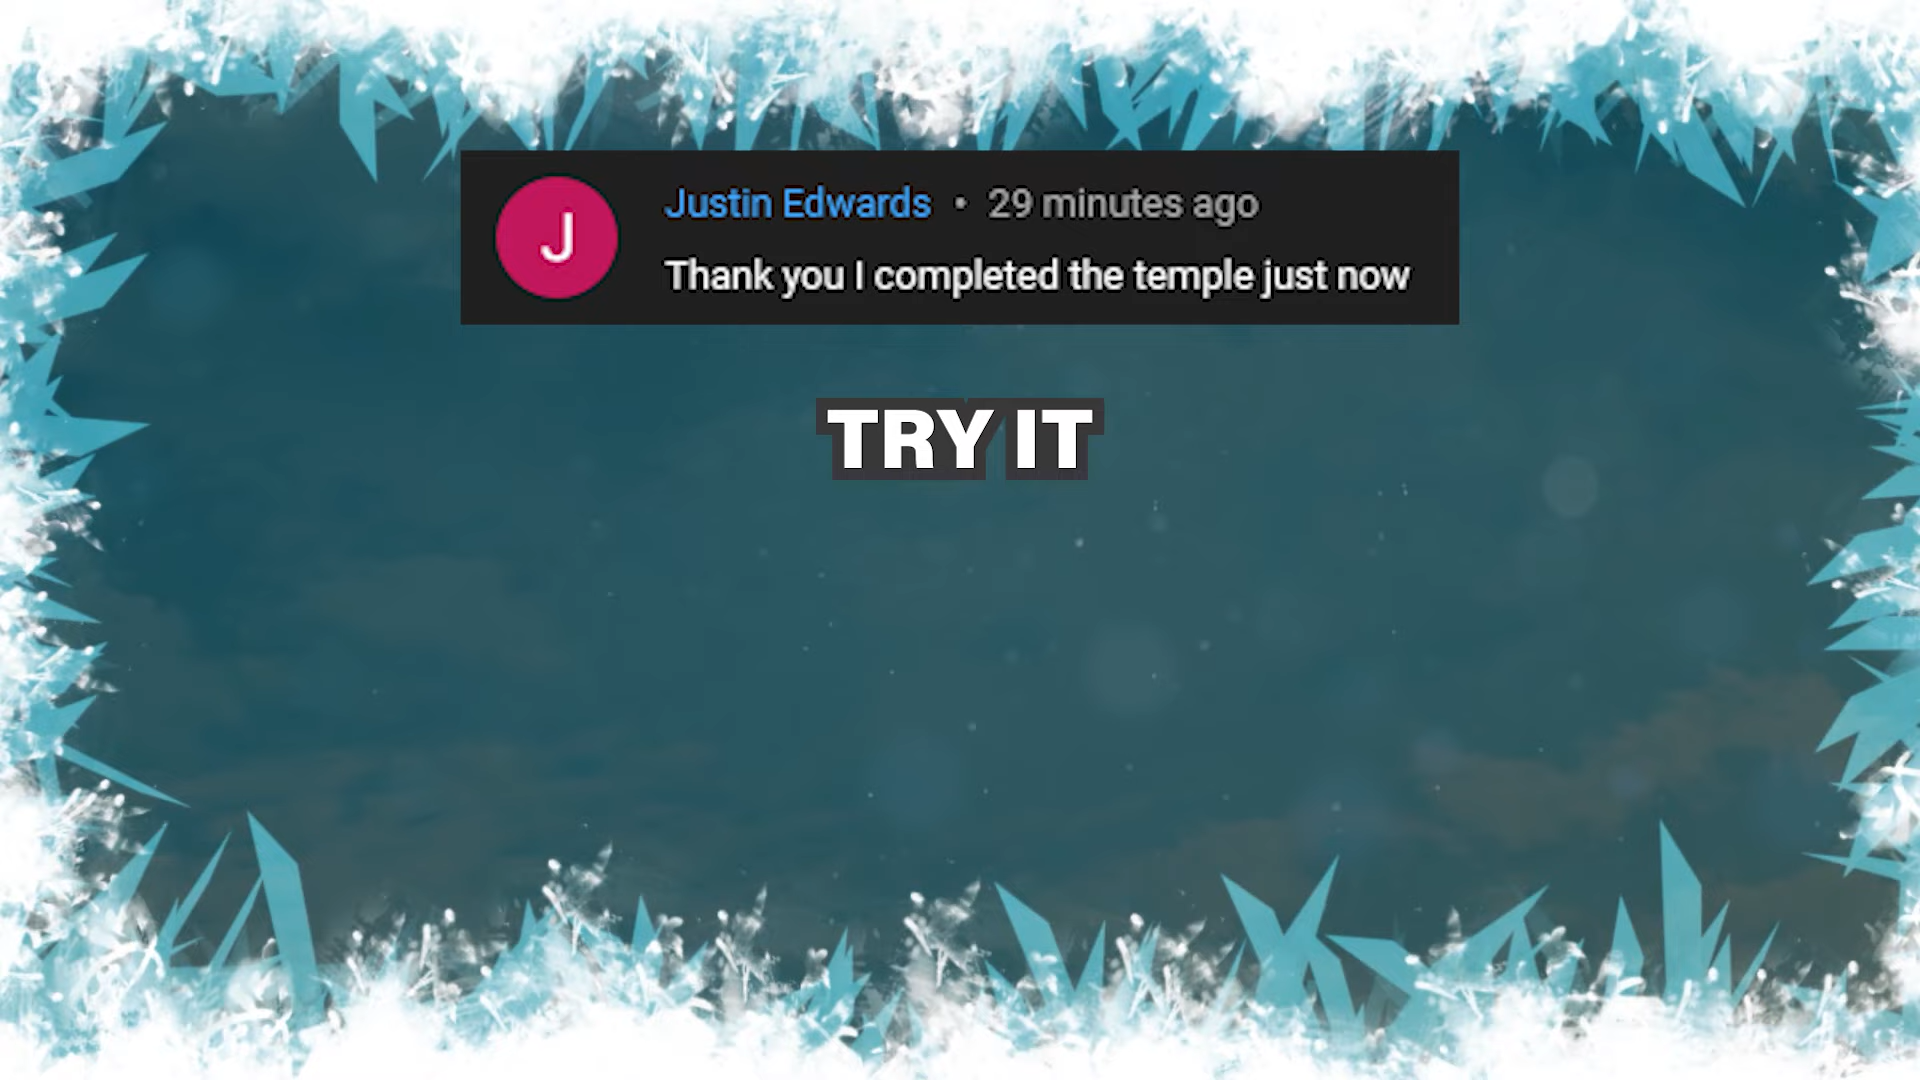 J
Justin Edwards • 29 minutes ago
Thank you I completed the temple just now
TRY IT